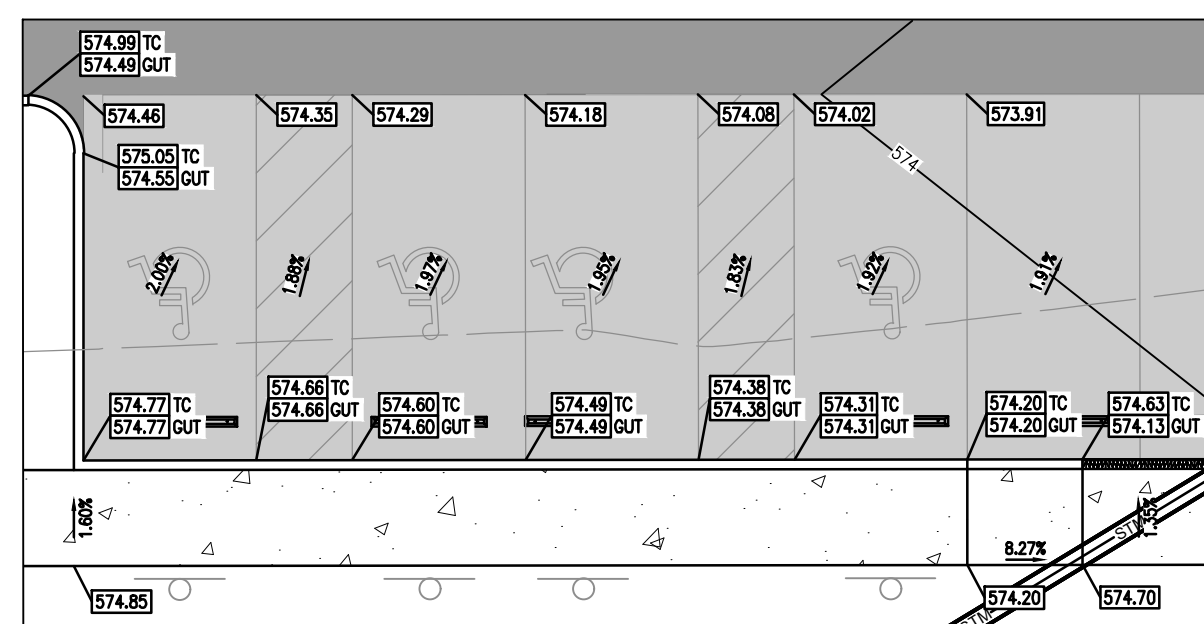 574.99 TC
574.49 GUT
574.46
574.35
574.29
574.18
574.08
574.02
573.91
575.05 TC
574.55 GUT
574
2.00%
1.88%
1.97%
1.95%
1.83%
1.92%
1.91%
574.77 TC
574.77 GUT
574.66 TC
574.66 GUT
574.60 TC
574.60 GUT
574.49 TC
574.49 GUT
574.38 TC
574.38 GUT
574.31 TC
574.31 GUT
574.20 TC
574.20 GUT
574.63 TC
574.13 GUT
1.60%
8.27%
STM
1.35%
574.85
574.20
574.70
STM